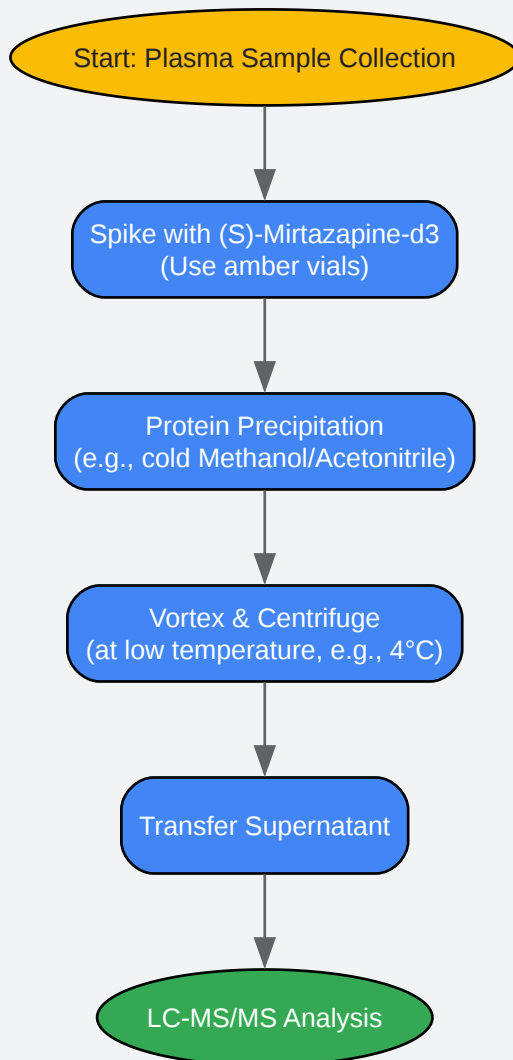 Start: Plasma Sample Collection
Spike with (S)-Mirtazapine-d3
(Use amber vials)
Protein Precipitation
(e.g., cold Methanol/Acetonitrile)
Vortex & Centrifuge
(at low temperature, e.g., 4°C)
Transfer Supernatant
LC-MS/MS Analysis